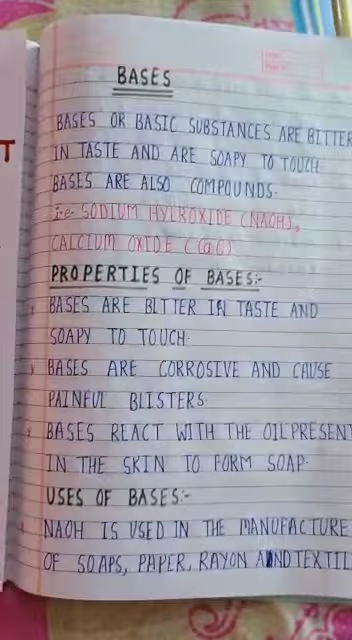 BASES
BASES OR BASIC SUBSTANCES ARE BITTER
IN TASTE AND ARE SOAPY TO TOUCH.
BASES ARE ALSO COMPOUNDS.
i.e- SODIUM HYLROXIDE (NAOH),
CALCIUM OXIDE (CaO)
PROPERTIES OF BASES:-
BASES ARE BITTER IN TASTE AND
SOAPY TO TOUCH.
BASES ARE CORROSIVE AND CAUSE
PAINFUL BLISTERS.
BASES REACT WITH THE OIL PRESENT
IN THE SKIN TO FORM SOAP.
USES OF BASES:-
NAOH IS USED IN THE MANUFACTURE
OF SOAPS, PAPER, RAYON AND TEXTIL